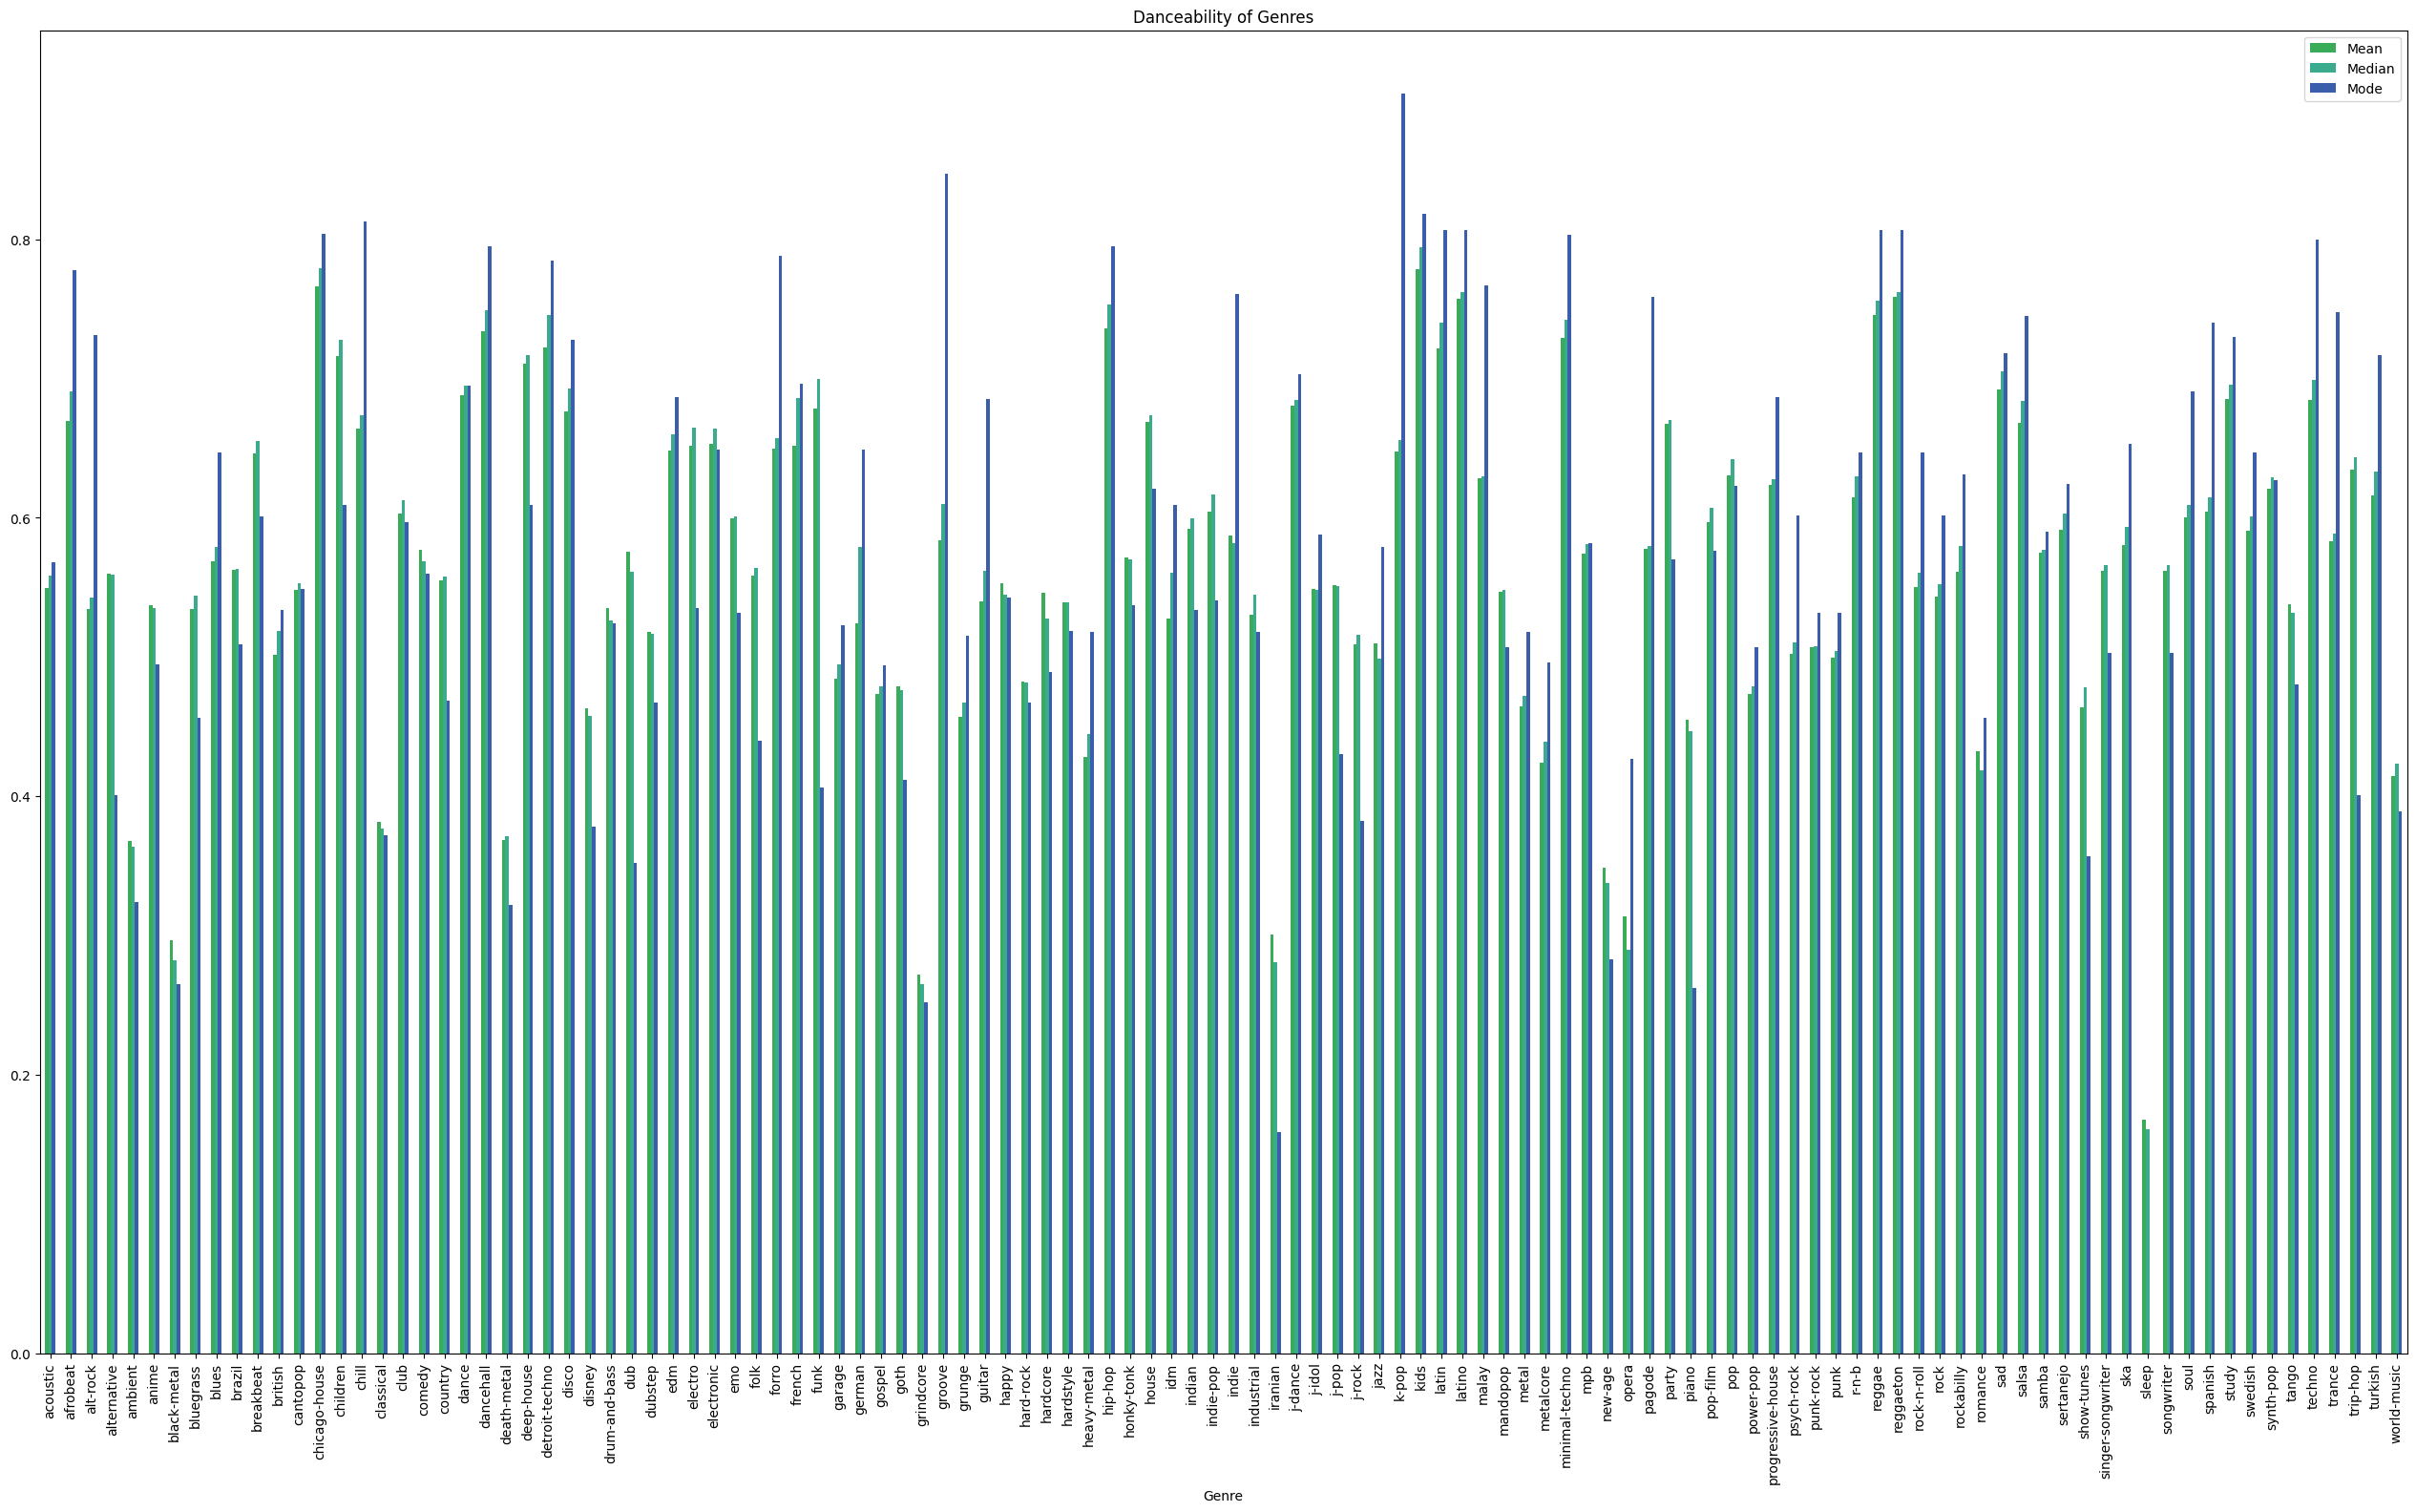 Danceability of Genres
Mean
Median
Mode
0.8
0.6
0.4
0.2
0.0
acoustic
afrobeat
alt-rock
alternative
ambient
anime
black-metal
bluegrass
blues
brazil
breakbeat
british
cantopop
chicago-house
children
chill
classical
club
comedy
country
dance
dancehall
death-metal
deep-house
detroit-techno
disco
disney
drum-and-bass
dub
dubstep
edm
electro
electronic
emo
folk
forro
french
funk
garage
german
gospel
goth
grindcore
groove
grunge
guitar
happy
hard-rock
hardcore
hardstyle
heavy-metal
hip-hop
honky-tonk
house
idm
indian
indie-pop
indie
industrial
iranian
j-dance
j-idol
j-pop
j-rock
jazz
k-pop
kids
latin
latino
malay
mandopop
metal
metalcore
minimal-techno
mpb
new-age
opera
pagode
party
piano
pop-film
pop
power-pop
progressive-house
psych-rock
punk-rock
punk
r-n-b
reggae
reggaeton
rock-n-roll
rock
rockabilly
romance
sad
salsa
samba
sertanejo
show-tunes
singer-songwriter
ska
sleep
songwriter
soul
spanish
study
swedish
synth-pop
tango
techno
trance
trip-hop
turkish
world-music
Genre